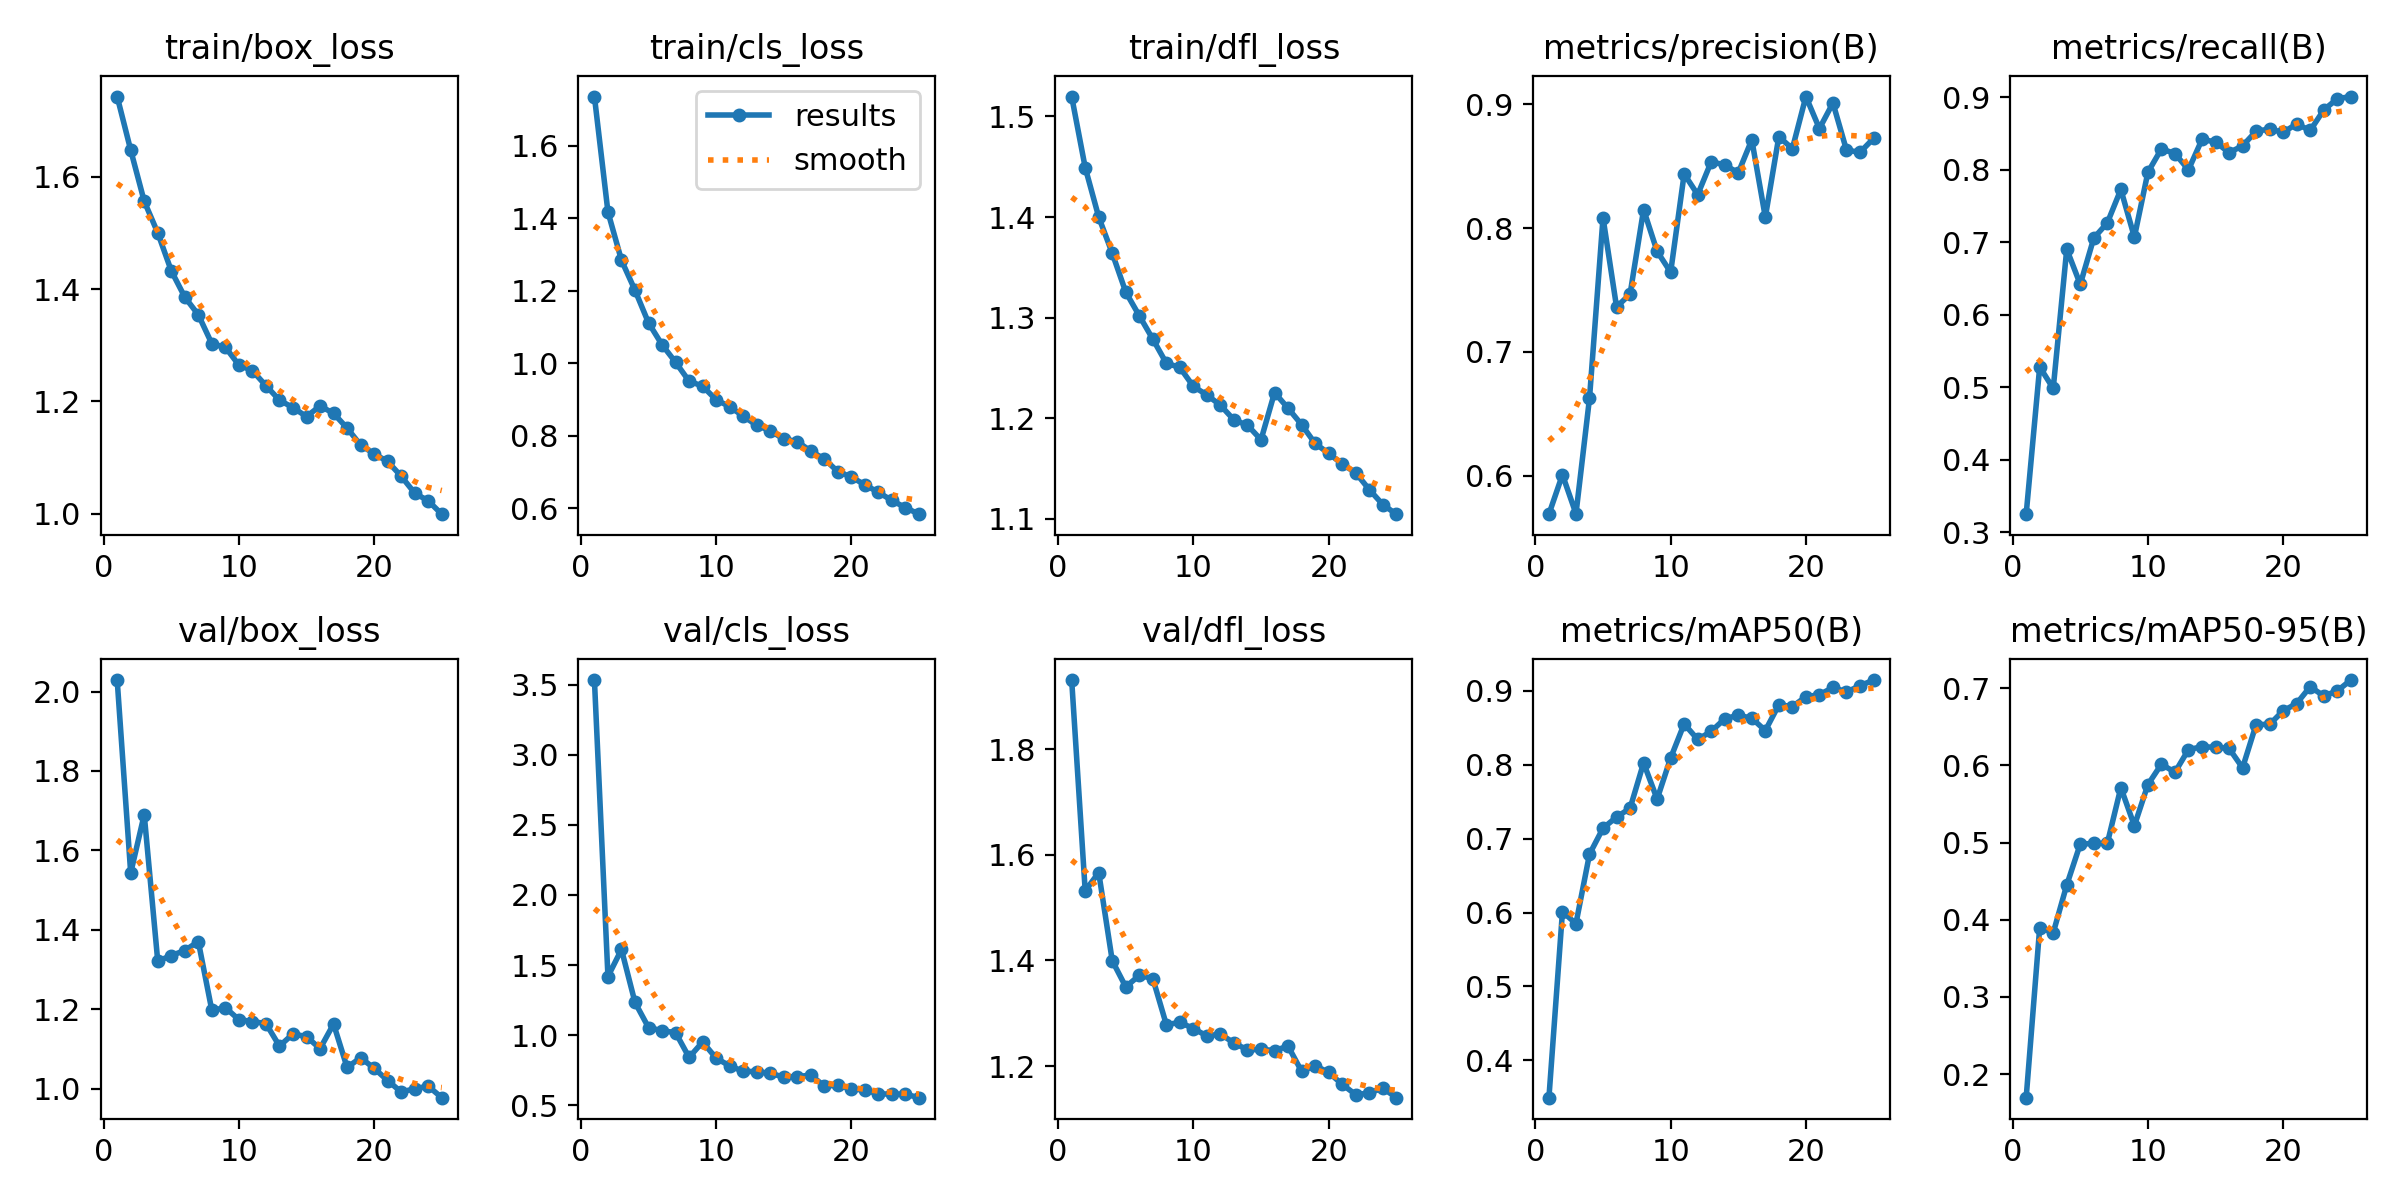 train/box_loss
train/cls_loss
train/dfl_loss
metrics/precision(B)
metrics/recall(B)
results
smooth
1.6
1.4
1.2
1.0
0 10 20
1.6
1.4
1.2
1.0
0.8
0.6
0 10 20
1.5
1.4
1.3
1.2
1.1
0 10 20
0.9
0.8
0.7
0.6
0 10 20
0.9
0.8
0.7
0.6
0.5
0.4
0.3
0 10 20
val/box_loss
val/cls_loss
val/dfl_loss
metrics/mAP50(B)
metrics/mAP50-95(B)
2.0
1.8
1.6
1.4
1.2
1.0
0 10 20
3.5
3.0
2.5
2.0
1.5
1.0
0.5
0 10 20
1.8
1.6
1.4
1.2
0 10 20
0.9
0.8
0.7
0.6
0.5
0.4
0 10 20
0.7
0.6
0.5
0.4
0.3
0.2
0 10 20